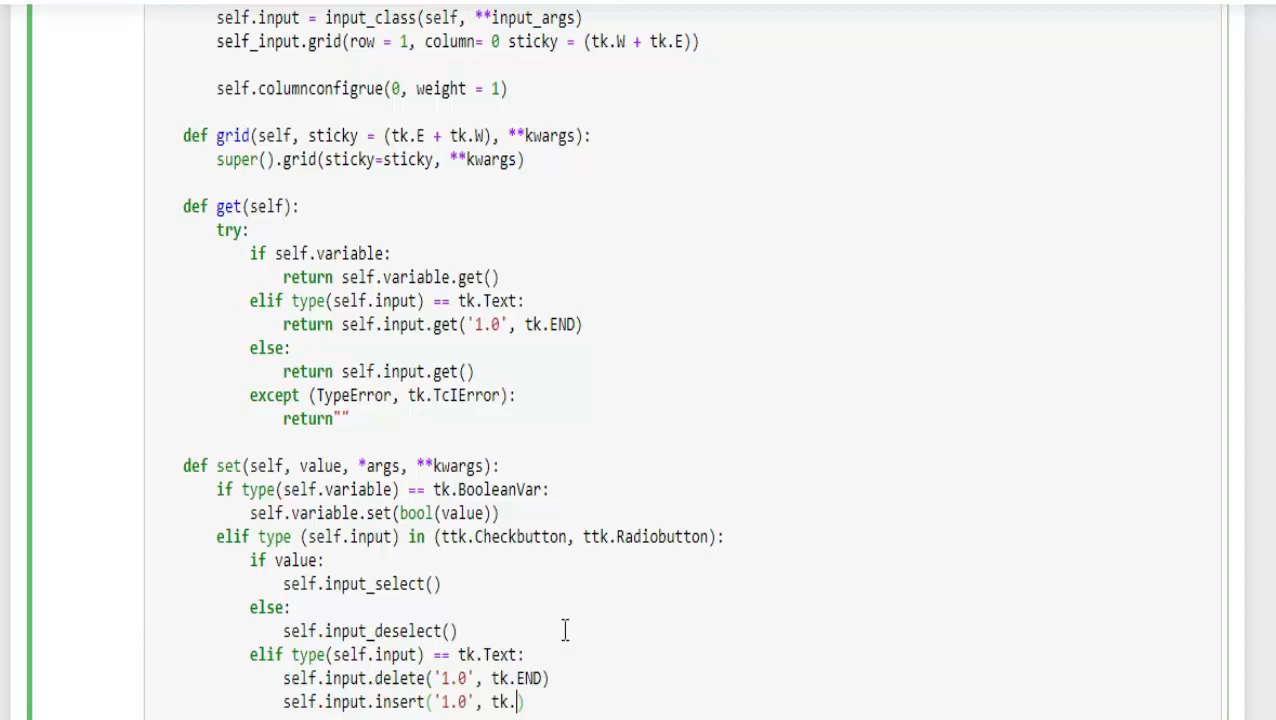 self.input = input_class(self, **input_args)
self_input.grid(row = 1, column= 0 sticky = (tk.W + tk.E))
self.columnconfigrue(0, weight = 1)
def grid(self, sticky = (tk.E + tk.W), **kwargs):
super().grid(sticky=sticky, **kwargs)
def get(self):
try:
if self.variable:
return self.variable.get()
elif type(self.input) == tk.Text:
return self.input.get('1.0', tk.END)
else:
return self.input.get()
except (TypeError, tk.TcIError):
return""
def set(self, value, *args, **kwargs):
if type(self.variable) == tk.BooleanVar:
self.variable.set(bool(value))
elif type (self.input) in (ttk.Checkbutton, ttk.Radiobutton):
if value:
self.input_select()
else:
self.input_deselect()
elif type(self.input) == tk.Text:
self.input.delete('1.0', tk.END)
self.input.insert('1.0', tk.)